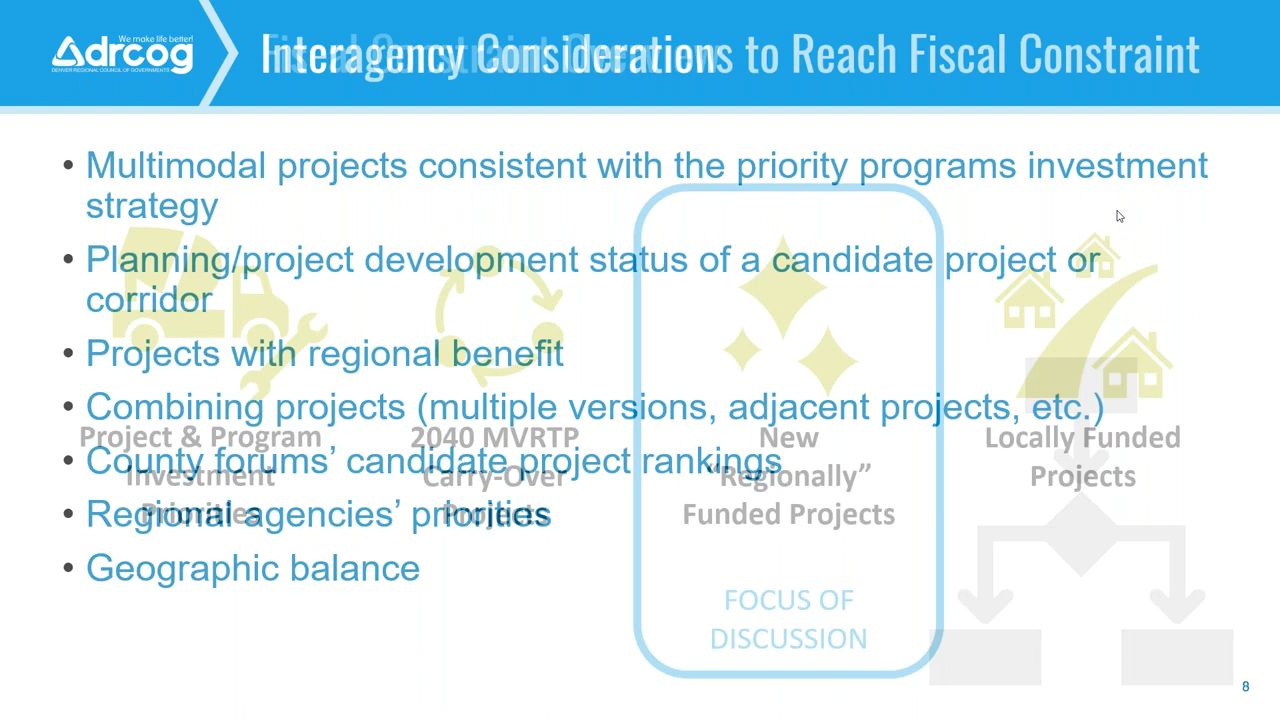 We make life better!
drcog
DENVER REGIONAL COUNCIL OF GOVERNMENTS
Interagency Considerations to Reach Fiscal Constraint
• Multimodal projects consistent with the priority programs investment
strategy
• Planning/project development status of a candidate project or
corridor
• Projects with regional benefit
• Combining projects (multiple versions, adjacent projects, etc.)
• County forums’ candidate project rankings
• Regional agencies’ priorities
• Geographic balance
Project & Program
Investment
Priorities
2040 MVRTP
Carry-Over
Projects
New
“Regionally”
Funded Projects
FOCUS OF
DISCUSSION
Locally Funded
Projects
8